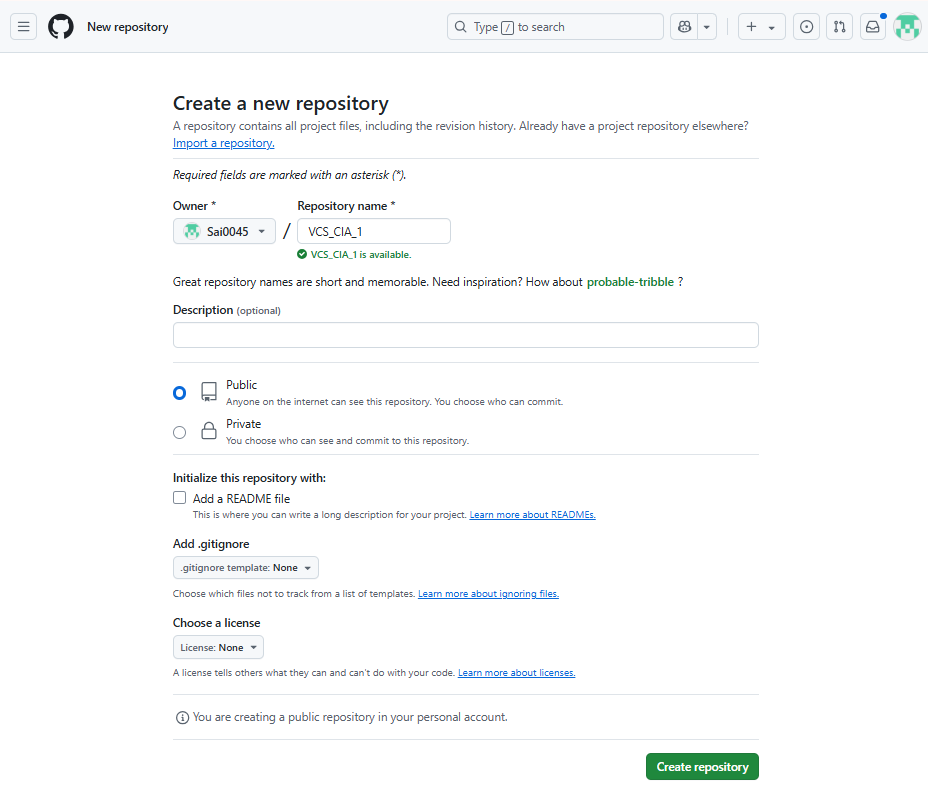 New repository
Type / to search
Create a new repository
A repository contains all project files, including the revision history. Already have a project repository elsewhere?
Import a repository.
Required fields are marked with an asterisk (*).
Owner *
Repository name *
Sai0045
/
VCS_CIA_1
VCS_CIA_1 is available.
Great repository names are short and memorable. Need inspiration? How about probable-tribble ?
Description (optional)
Public
Anyone on the internet can see this repository. You choose who can commit.
Private
You choose who can see and commit to this repository.
Initialize this repository with:
Add a README file
This is where you can write a long description for your project. Learn more about READMEs.
Add .gitignore
.gitignore template: None
Choose which files not to track from a list of templates. Learn more about ignoring files.
Choose a license
License: None
A license tells others what they can and can't do with your code. Learn more about licenses.
You are creating a public repository in your personal account.
Create repository